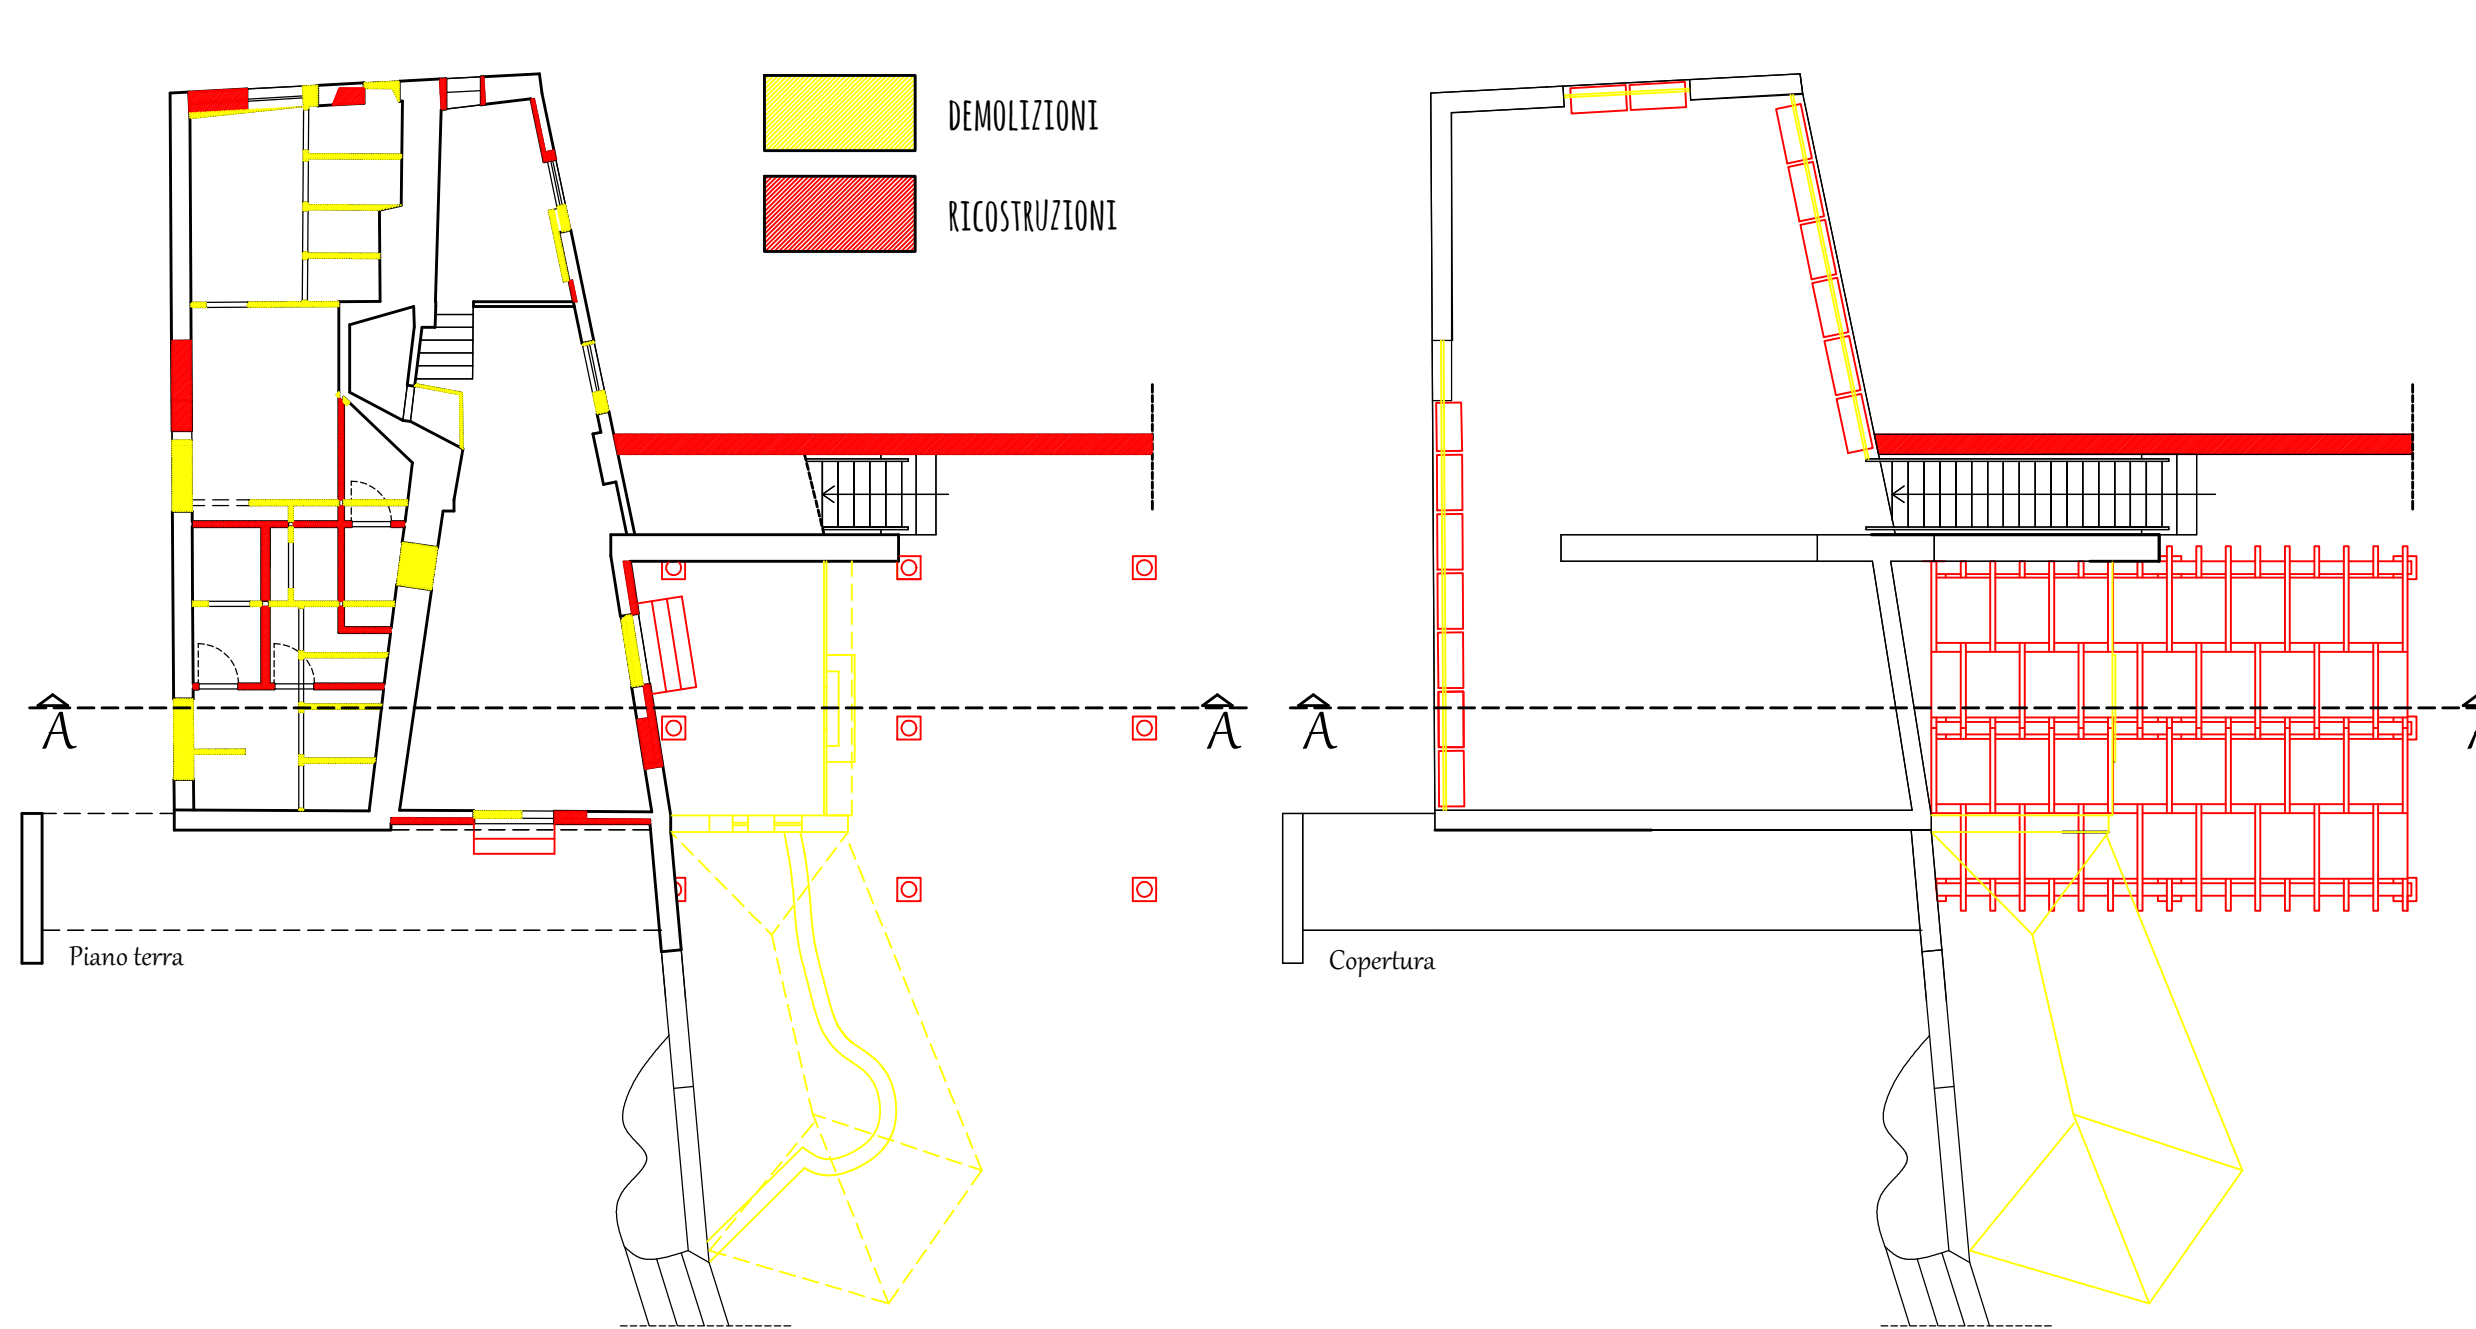 DEMOLIZIONI
RICOSTRUZIONI
A
A
A
A
Piano terra
Copertura